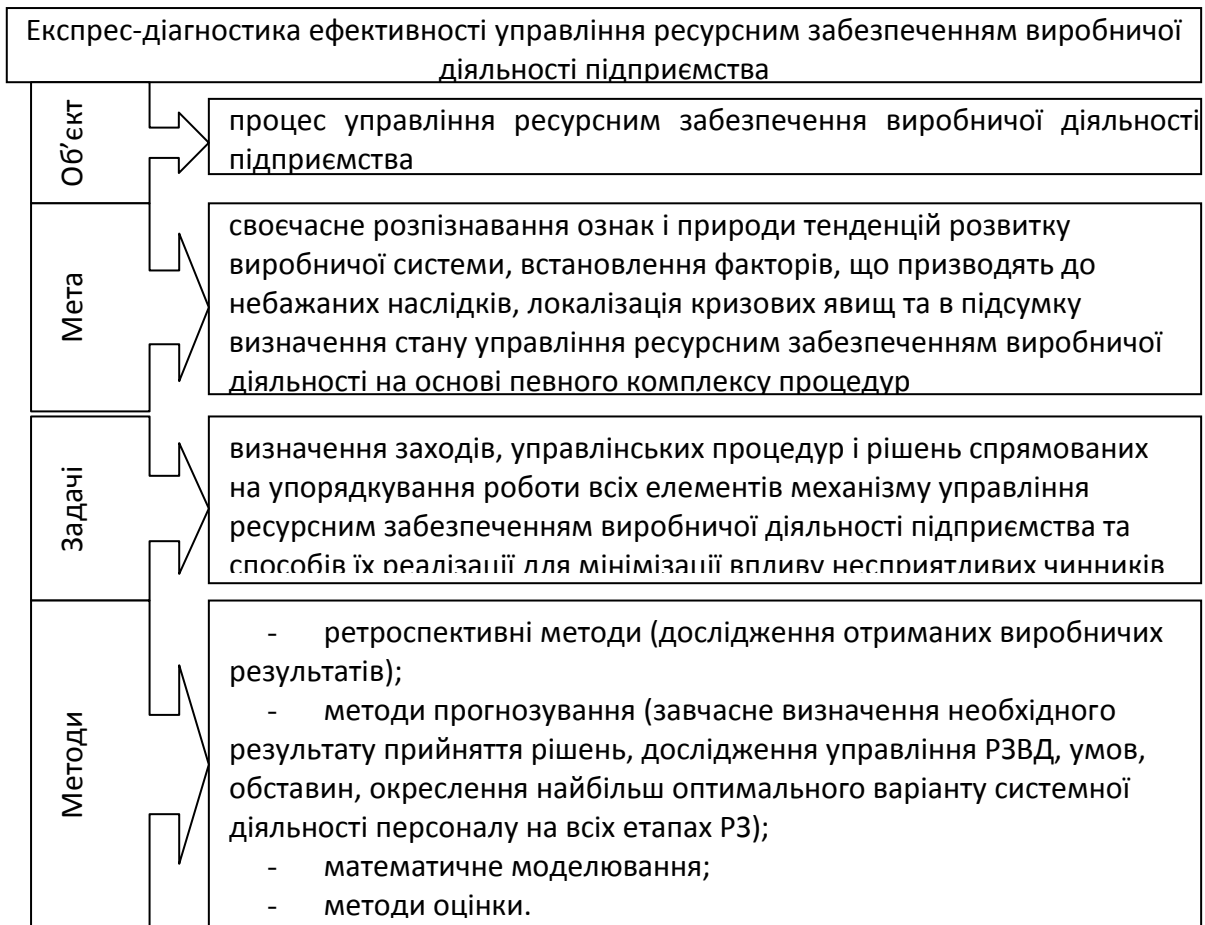 Експрес-діагностика ефективності управління ресурсним забезпеченням виробничої
діяльності підприємства
Об’єкт
процес управління ресурсним забезпечення виробничої діяльності
підприємства
Мета
своєчасне розпізнавання ознак і природи тенденцій розвитку
виробничої системи, встановлення факторів, що призводять до
небажаних наслідків, локалізація кризових явищ та в підсумку
визначення стану управління ресурсним забезпеченням виробничої
діяльності на основі певного комплексу процедур
Задачі
визначення заходів, управлінських процедур і рішень спрямованих
на упорядкування роботи всіх елементів механізму управління
ресурсним забезпеченням виробничої діяльності підприємства та
способів їх реалізації для мінімізації впливу несприятливих чинників
Методи
- ретроспективні методи (дослідження отриманих виробничих
результатів);
- методи прогнозування (завчасне визначення необхідного
результату прийняття рішень, дослідження управління РЗВД, умов,
обставин, окреслення найбільш оптимального варіанту системної
діяльності персоналу на всіх етапах РЗ);
- математичне моделювання;
- методи оцінки.